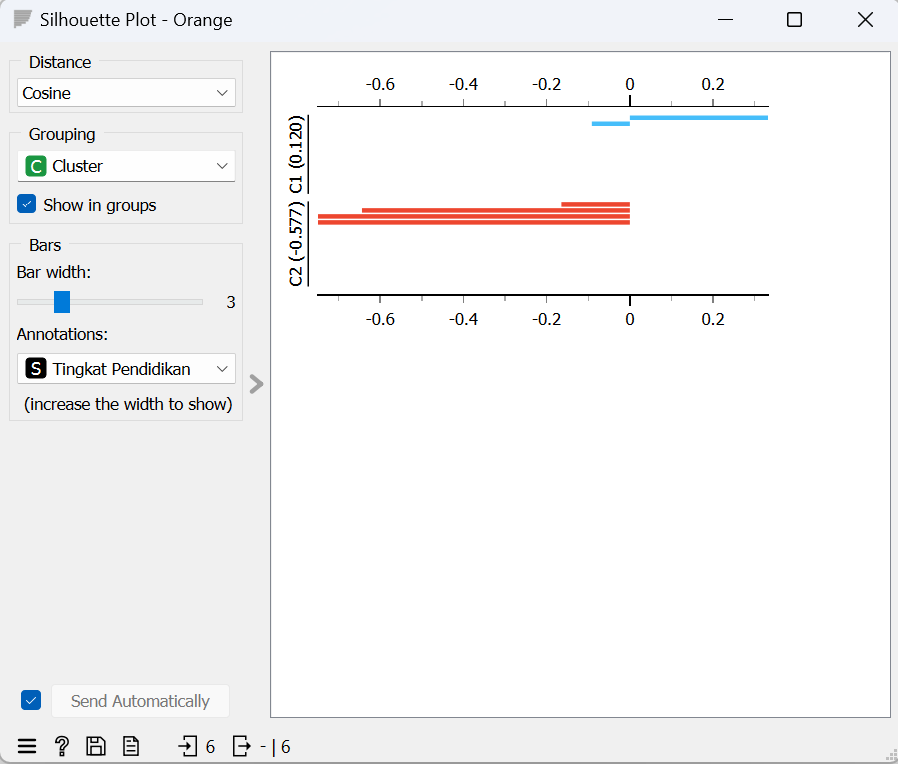 Silhouette Plot - Orange
Distance
Cosine
Grouping
C Cluster
Show in groups
Bars
Bar width:
3
Annotations:
S Tingkat Pendidikan
(increase the width to show)
Send Automatically
? 6 - | 6
-0.6 -0.4 -0.2 0 0.2
C1 (0.120)
C2 (-0.577)
-0.6 -0.4 -0.2 0 0.2